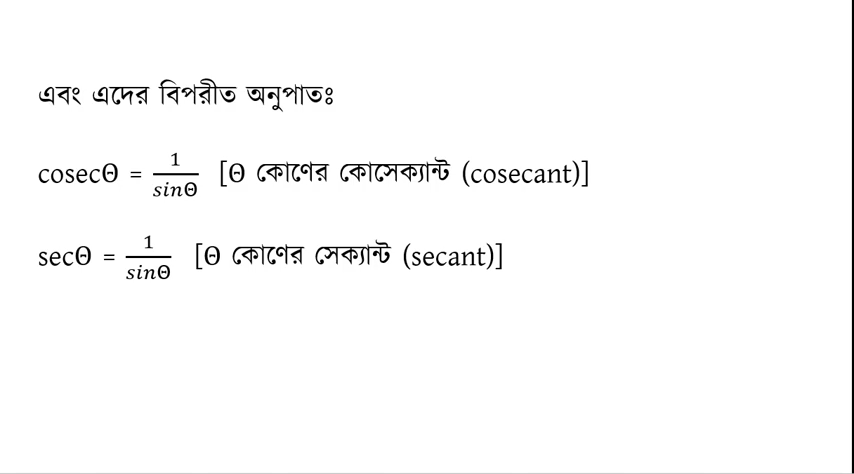 এবং এদের বিপরীত অনুপাতঃ
cosecΘ = 1/sinΘ [Θ কোণের কোসেক্যান্ট (cosecant)]
secΘ = 1/sinΘ [Θ কোণের সেক্যান্ট (secant)]